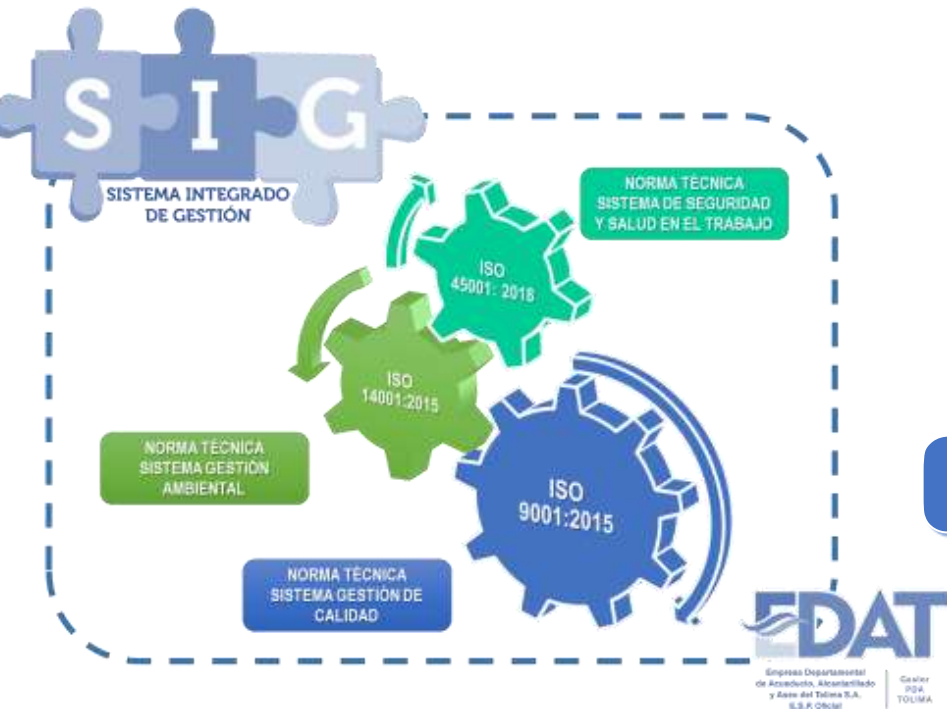 SIG
SISTEMA INTEGRADO
DE GESTIÓN
NORMA TÉCNICA
SISTEMA DE SEGURIDAD
Y SALUD EN EL TRABAJO
ISO
45001: 2018
ISO
14001:2015
NORMA TÉCNICA
SISTEMA GESTIÓN
AMBIENTAL
ISO
9001:2015
NORMA TÉCNICA
SISTEMA GESTIÓN DE
CALIDAD
EDAT
Empresa Departamental
de Acueducto, Alcantarillado
y Aseo del Tolima S.A.
E.S.P. Oficial
Gestor
PDA
TOLIMA